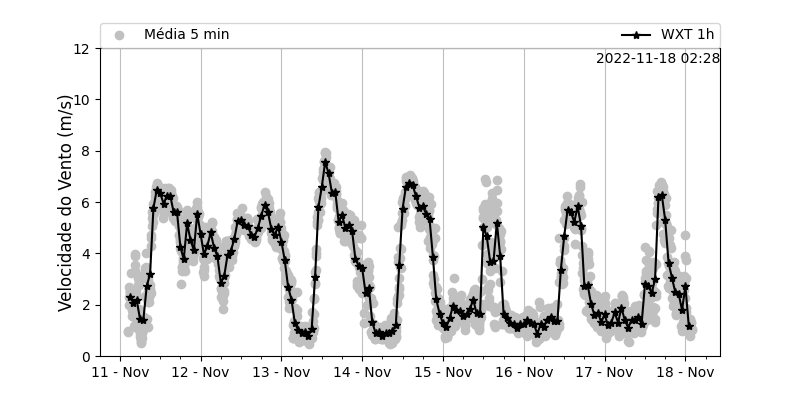 Média 5 min
WXT 1h
2022-11-18 02:28
Velocidade do Vento (m/s)
12
10
8
6
4
2
0
11 - Nov
12 - Nov
13 - Nov
14 - Nov
15 - Nov
16 - Nov
17 - Nov
18 - Nov